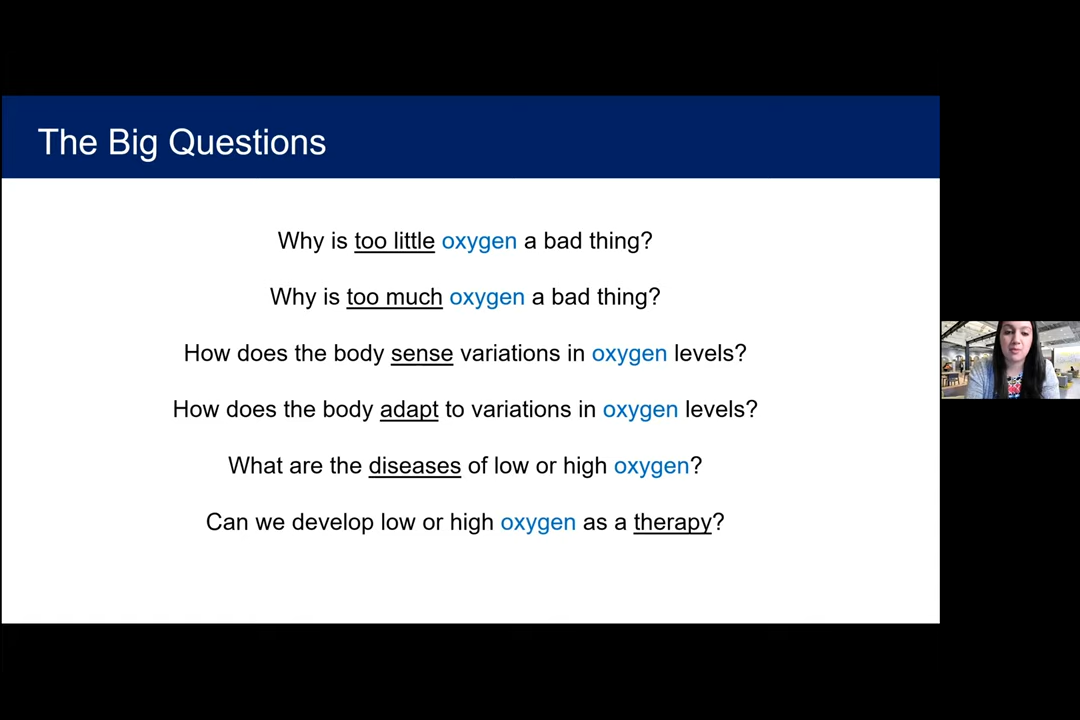 The Big Questions
Why is too little oxygen a bad thing?
Why is too much oxygen a bad thing?
How does the body sense variations in oxygen levels?
How does the body adapt to variations in oxygen levels?
What are the diseases of low or high oxygen?
Can we develop low or high oxygen as a therapy?